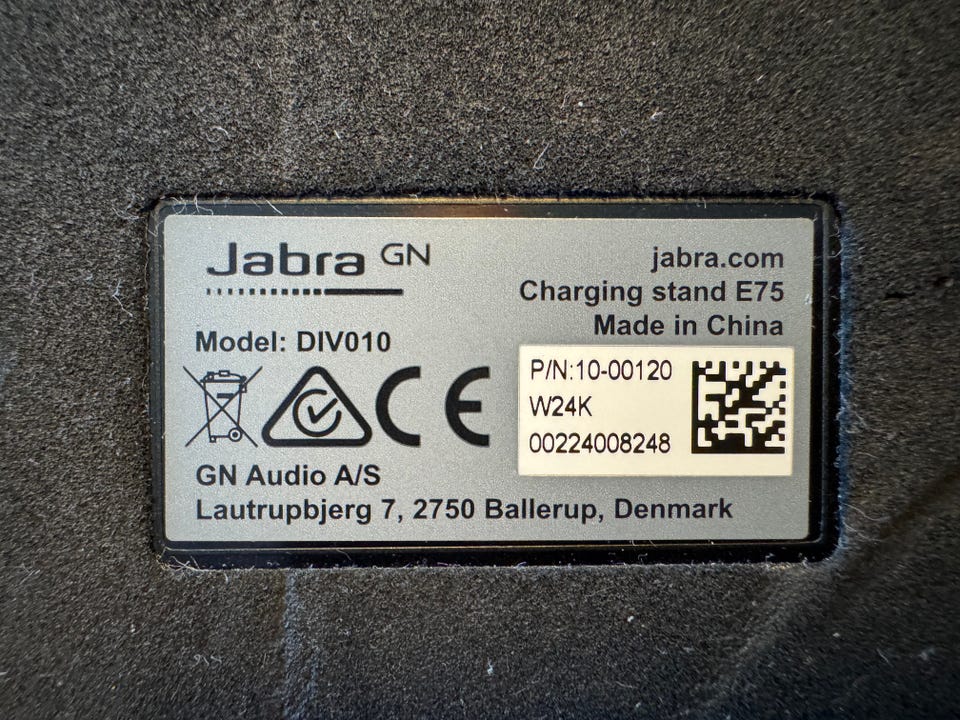 Jabra GN
jabra.com
Charging stand E75
Made in China
Model: DIV010
P/N:10-00120
W24K
00224008248
CE
GN Audio A/S
Lautrupbjerg 7, 2750 Ballerup, Denmark